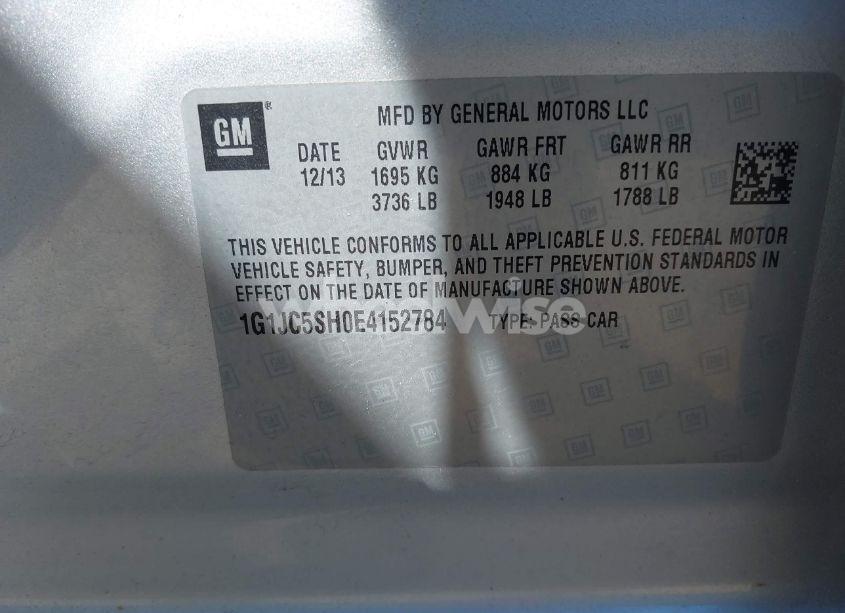 GM
MFD BY GENERAL MOTORS LLC
DATE GVWR GAWR FRT GAWR RR
12/13 1695 KG 884 KG 811 KG
3736 LB 1948 LB 1788 LB
THIS VEHICLE CONFORMS TO ALL APPLICABLE U.S. FEDERAL MOTOR
VEHICLE SAFETY, BUMPER, AND THEFT PREVENTION STANDARDS IN
EFFECT ON THE DATE OF MANUFACTURE SHOWN ABOVE.
1G1JC5SH0E4152784 TYPE: PASS CAR